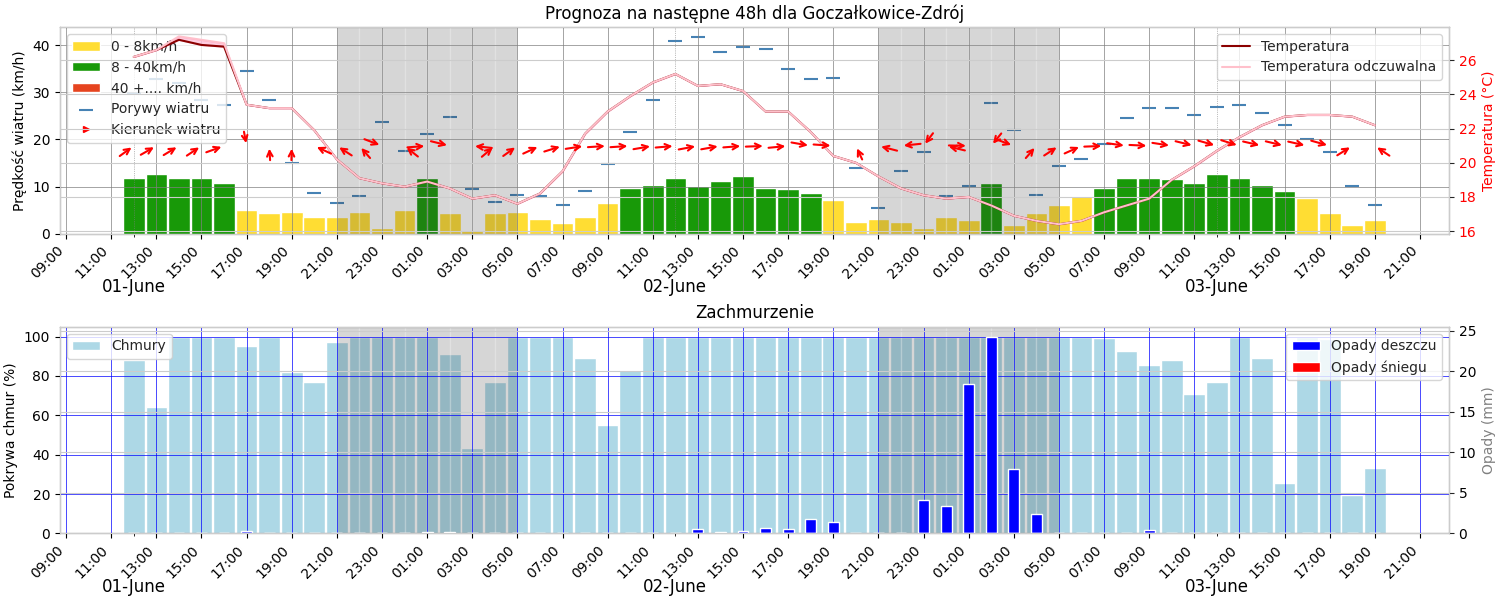 Prognoza na następne 48h dla Goczałkowice-Zdrój
Prędkość wiatru (km/h)
40
30
20
10
0
0 - 8km/h
8 - 40km/h
40 +.... km/h
Porywy wiatru
Kierunek wiatru
Temperatura
Temperatura odczuwalna
26
24
22
20
18
16
Temperatura (°C)
09:00 11:00 13:00 15:00 17:00 19:00 21:00 23:00 01:00 03:00 05:00 07:00 09:00 11:00 13:00 15:00 17:00 19:00 21:00 23:00 01:00 03:00 05:00 07:00 09:00 11:00 13:00 15:00 17:00 19:00 21:00
01-June 02-June 03-June
Zachmurzenie
Pokrywa chmur (%)
100
80
60
40
20
0
Chmury
Opady deszczu
Opady śniegu
25
20
15
10
5
0
Opady (mm)
09:00 11:00 13:00 15:00 17:00 19:00 21:00 23:00 01:00 03:00 05:00 07:00 09:00 11:00 13:00 15:00 17:00 19:00 21:00 23:00 01:00 03:00 05:00 07:00 09:00 11:00 13:00 15:00 17:00 19:00 21:00
01-June 02-June 03-June